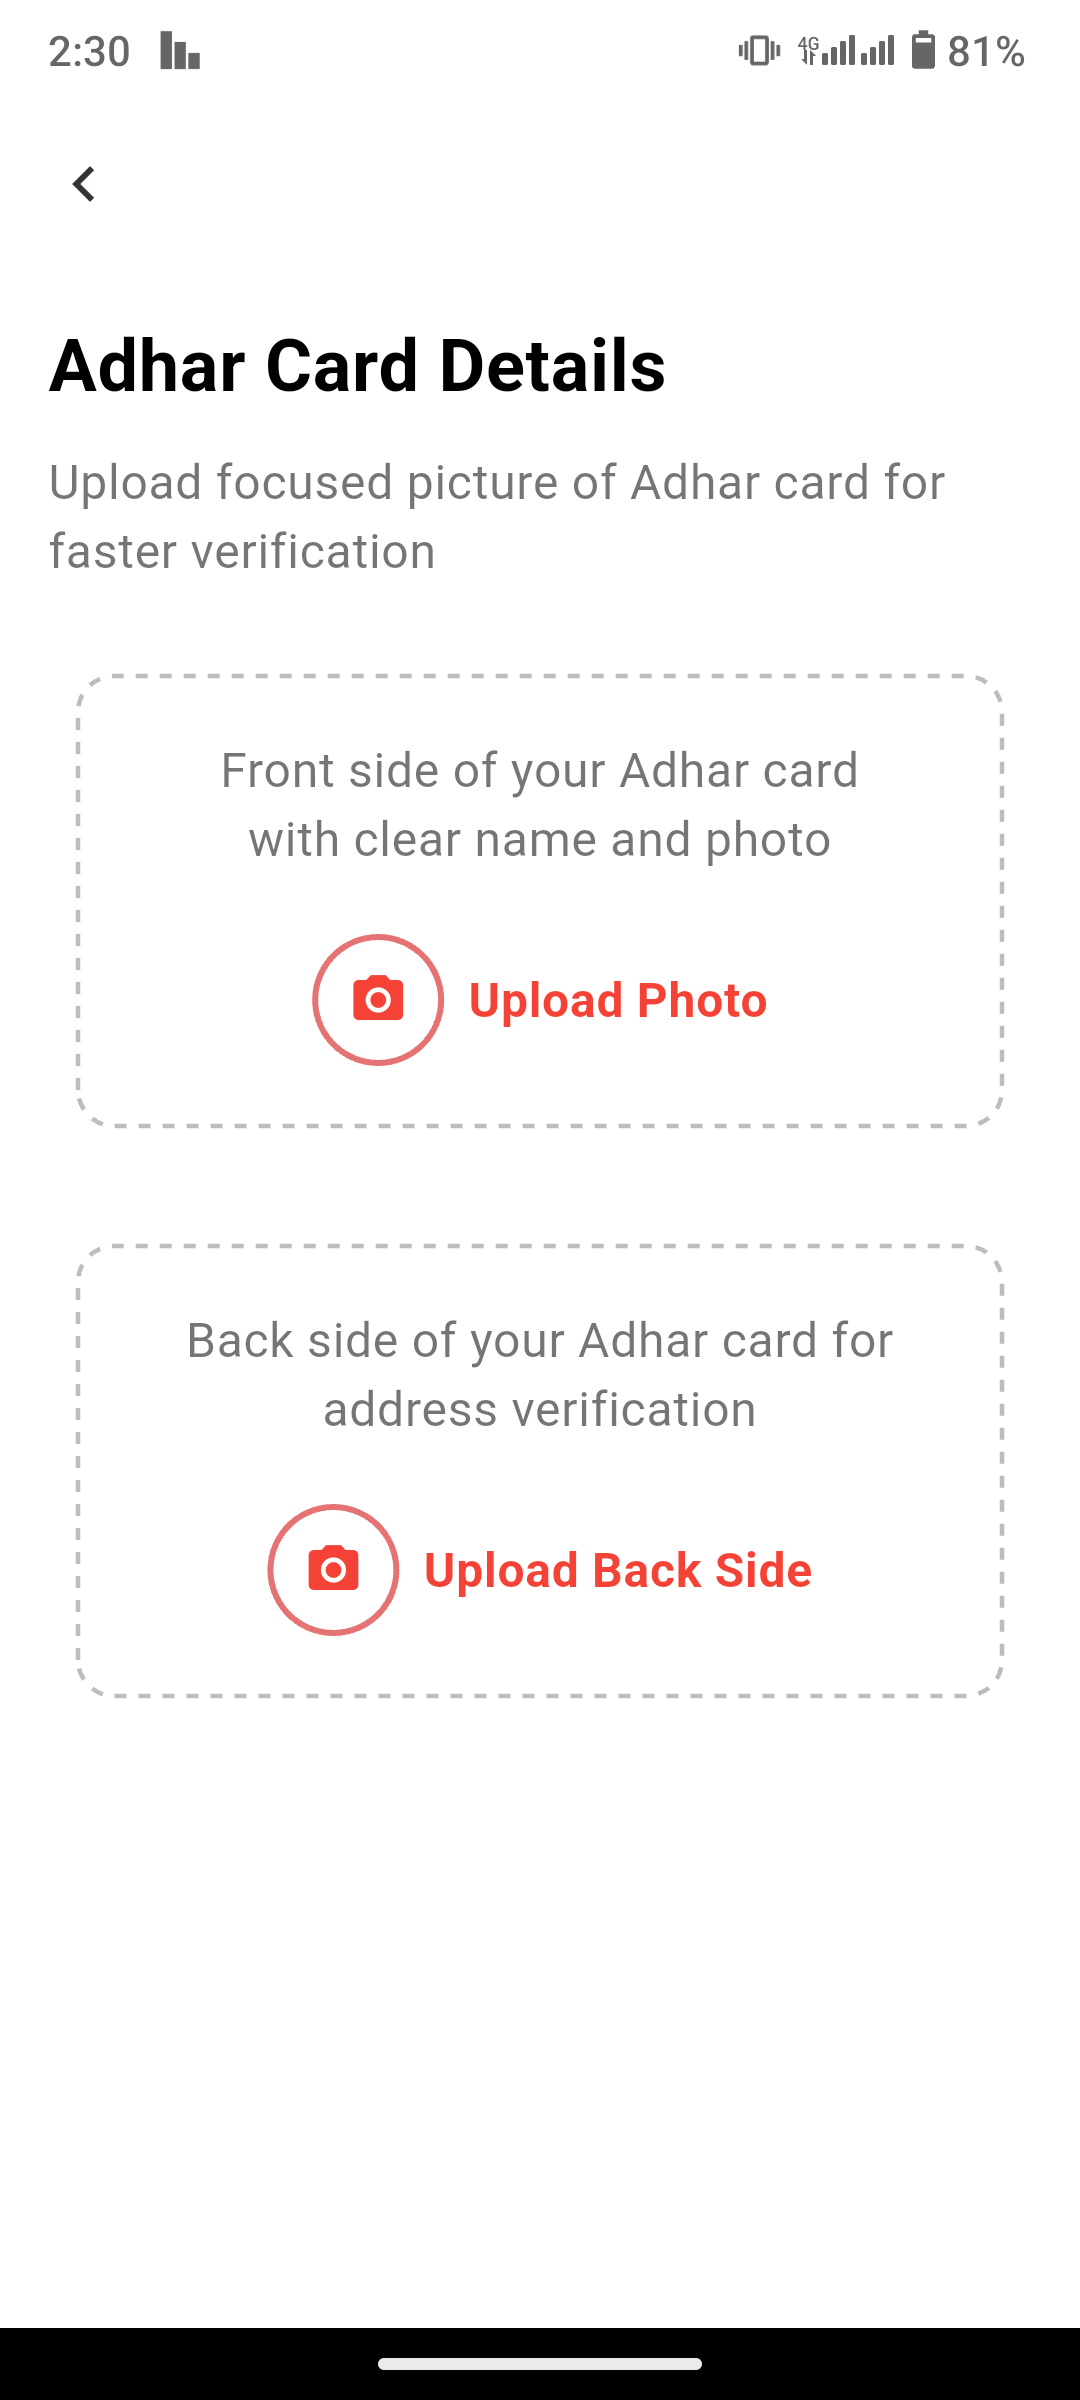 2:30
4G
81%
Adhar Card Details
Upload focused picture of Adhar card for
faster verification
Front side of your Adhar card
with clear name and photo
Upload Photo
Back side of your Adhar card for
address verification
Upload Back Side